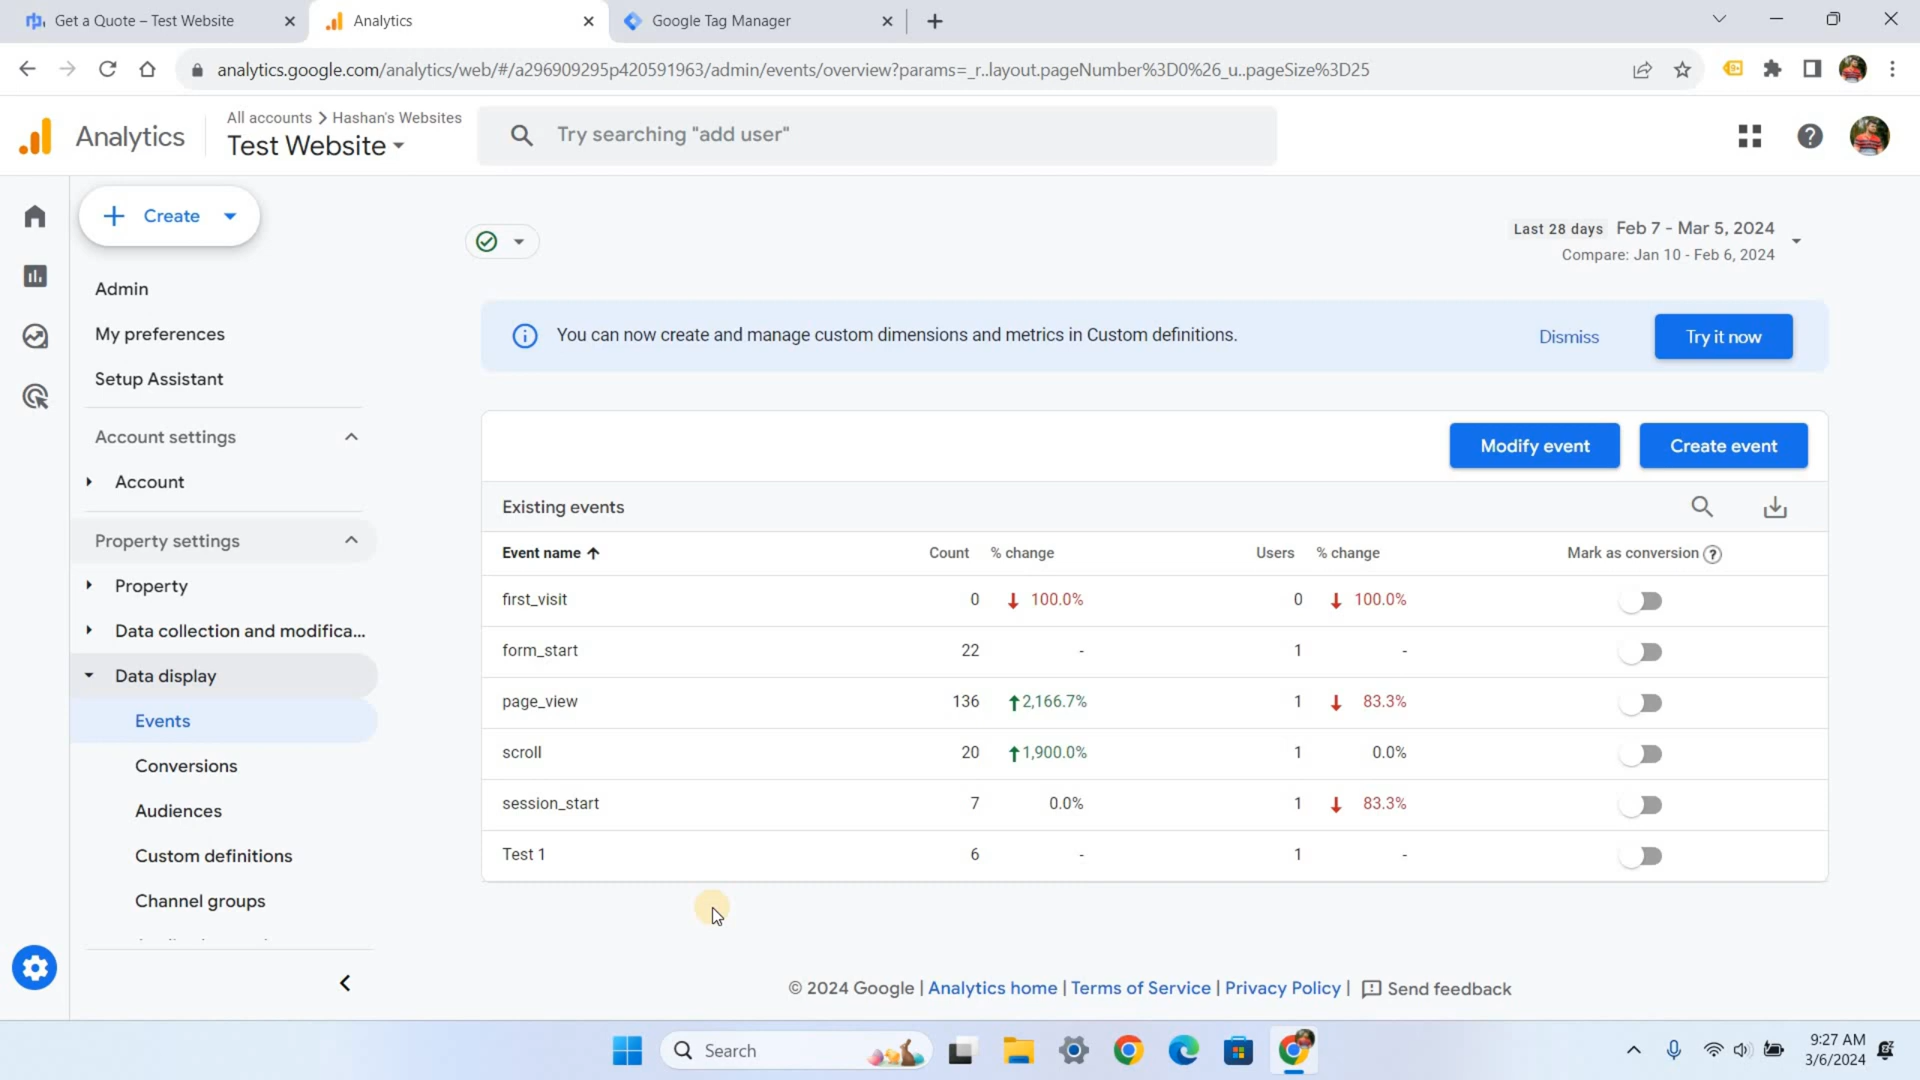 Get a Quote – Test Website
Analytics
Google Tag Manager
analytics.google.com/analytics/web/#/a296909295p420591963/admin/events/overview?params=_r..layout.pageNumber%3D0%26_u..pageSize%3D25
Analytics
All accounts > Hashan's Websites
Test Website
Try searching "add user"
Create
Last 28 days Feb 7 - Mar 5, 2024
Compare: Jan 10 - Feb 6, 2024
Admin
My preferences
Setup Assistant
Account settings
Account
Property settings
Property
Data collection and modifica...
Data display
Events
Conversions
Audiences
Custom definitions
Channel groups
You can now create and manage custom dimensions and metrics in Custom definitions.
Dismiss
Try it now
Modify event
Create event
Existing events
Event name Count % change Users % change Mark as conversion
first_visit 0 100.0% 0 100.0%
form_start 22 - 1 -
page_view 136 2,166.7% 1 83.3%
scroll 20 1,900.0% 1 0.0%
session_start 7 0.0% 1 83.3%
Test 1 6 - 1 -
© 2024 Google | Analytics home | Terms of Service | Privacy Policy | Send feedback
Search
9:27 AM
3/6/2024